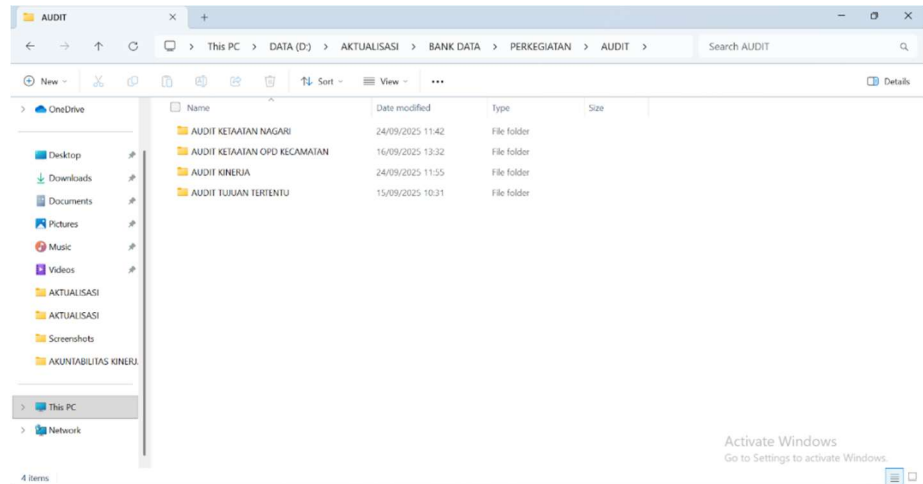 AUDIT
This PC > DATA (D:) > AKTUALISASI > BANK DATA > PERKEGIATAN > AUDIT >
Search AUDIT
New
Sort
View
Details
OneDrive
Desktop
Downloads
Documents
Pictures
Music
Videos
AKTUALISASI
AKTUALISASI
Screenshots
AKUNTABILITAS KINERJ
This PC
Network
Name Date modified Type Size
AUDIT KETAATAN NAGARI 24/09/2025 11:42 File folder
AUDIT KETAATAN OPD KECAMATAN 16/09/2025 13:32 File folder
AUDIT KINERJA 24/09/2025 11:55 File folder
AUDIT TUJUAN TERTENTU 15/09/2025 10:31 File folder
Activate Windows
Go to Settings to activate Windows.
4 items